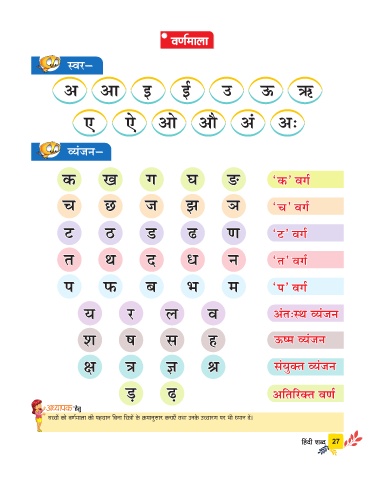 वर्णमाला
स्वर–
अ आ इ ई उ ऊ ऋ
ए ऐ ओ औ अं अः
व्यंजन–
क ख ग घ ङ 'क' वर्ग
च छ ज झ ञ 'च' वर्ग
ट ठ ड ढ ण 'ट' वर्ग
त थ द ध न 'त' वर्ग
प फ ब भ म 'प' वर्ग
य र ल व अंतःस्थ व्यंजन
श ष स ह ऊष्म व्यंजन
क्ष त्र ज्ञ श्र संयुक्त व्यंजन
ड़ ढ़ अतिरिक्त वर्ण
अध्यापक हेतु
बच्चों को वर्णमाला की पहचान बिना चित्रों के क्रमानुसार कराएँ तथा उनके उच्चारण पर भी ध्यान दें।
हिंदी शब्द 27